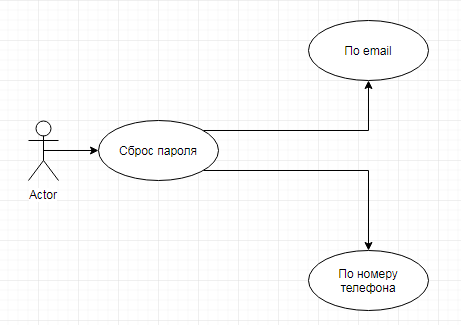 По email
Сброс пароля
Actor
По номеру
телефона